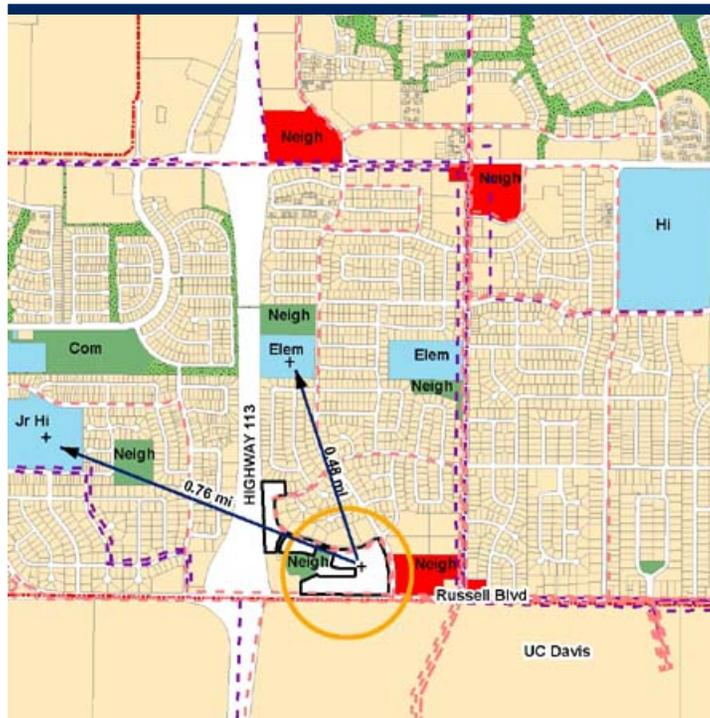 Neigh
Neigh
Hi
Neigh
Com
Elem
Elem
Neigh
Jr Hi
Neigh
HIGHWAY 113
0.48 mi
0.76 mi
Neigh
Neigh
Russell Blvd
UC Davis